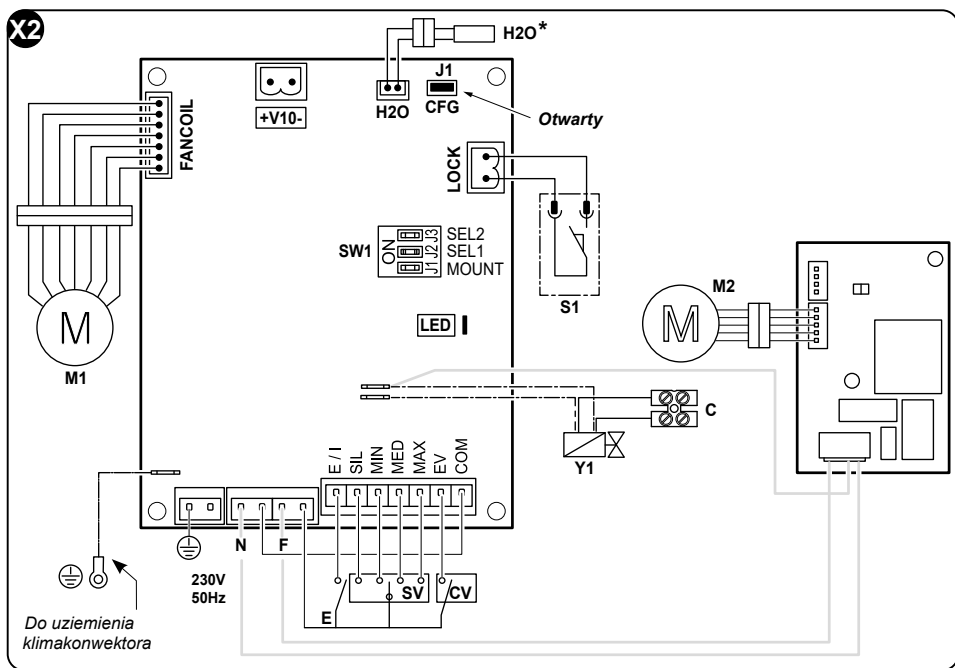 X2
H2O*
J1
H2O
CFG
+V10-
Otwarty
FANCOIL
LOCK
SW1
ON
J3 SEL2
J2 SEL1
J1 MOUNT
S1
M2
M
M
M1
LED
C
Y1
E / I
SIL
MIN
MED
MAX
EV
COM
N
F
230V
50Hz
E
SV
CV
Do uziemienia
klimakonwektora